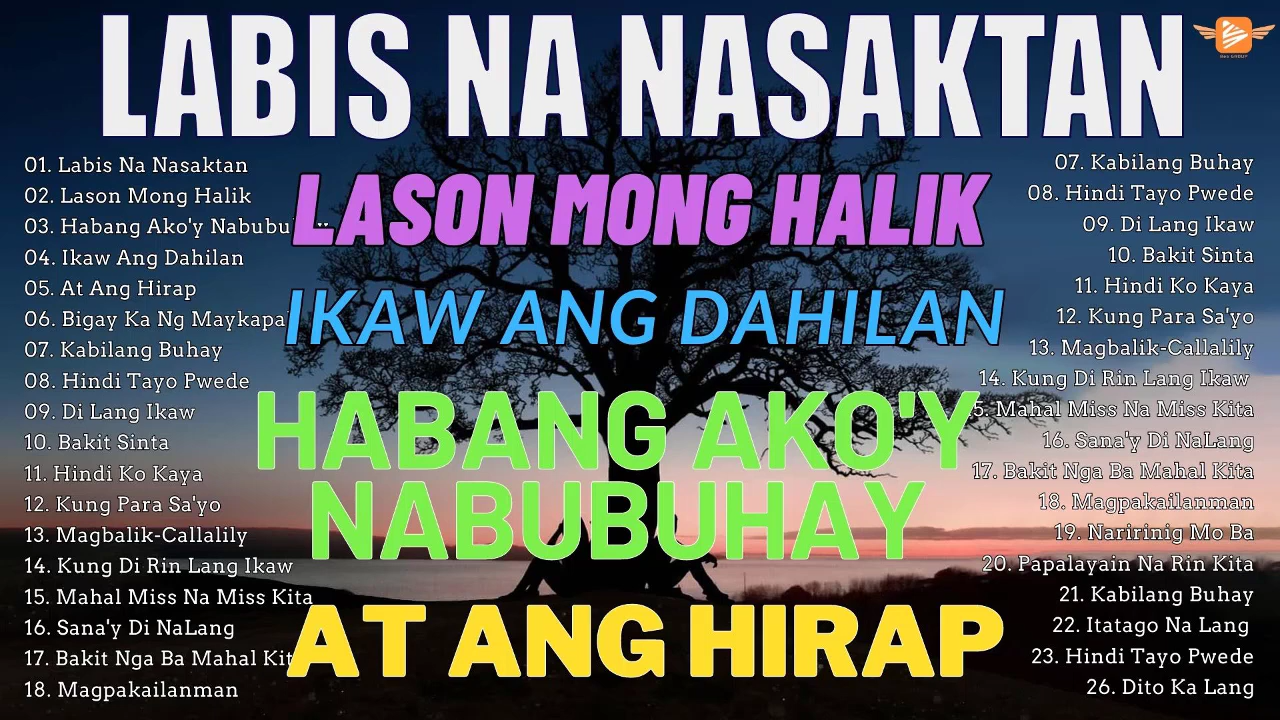 LABIS NA NASAKTAN
LASON MONG HALIK
IKAW ANG DAHILAN
HABANG AKO'Y
NABUBUHAY
AT ANG HIRAP
01. Labis Na Nasaktan
02. Lason Mong Halik
03. Habang Ako'y
04. Ikaw Ang Dahilan
05. At Ang Hirap
06. Bigay Ka Ng Maykapa
07. Kabilang Buhay
08. Hindi Tayo Pwede
09. Di Lang Ikaw
10. Bakit Sinta
11. Hindi Ko Kaya
12. Kung Para Sa'yo
13. Magbalik-Callalily
14. Kung Di Rin Lang Ikaw
15. Mahal Miss Na Miss Kita
16. Sana'y Di NaLang
17. Bakit Nga Ba Mahal Kit
18. Magpakailanman
07. Kabilang Buhay
08. Hindi Tayo Pwede
09. Di Lang Ikaw
10. Bakit Sinta
11. Hindi Ko Kaya
12. Kung Para Sa'yo
13. Magbalik-Callalily
14. Kung Di Rin Lang Ikaw
5. Mahal Miss Na Miss Kita
16. Sana'y Di NaLang
17. Bakit Nga Ba Mahal Kita
18. Magpakailanman
19. Naririnig Mo Ba
20. Papalayain Na Rin Kita
21. Kabilang Buhay
22. Itatago Na Lang
23. Hindi Tayo Pwede
26. Dito Ka Lang